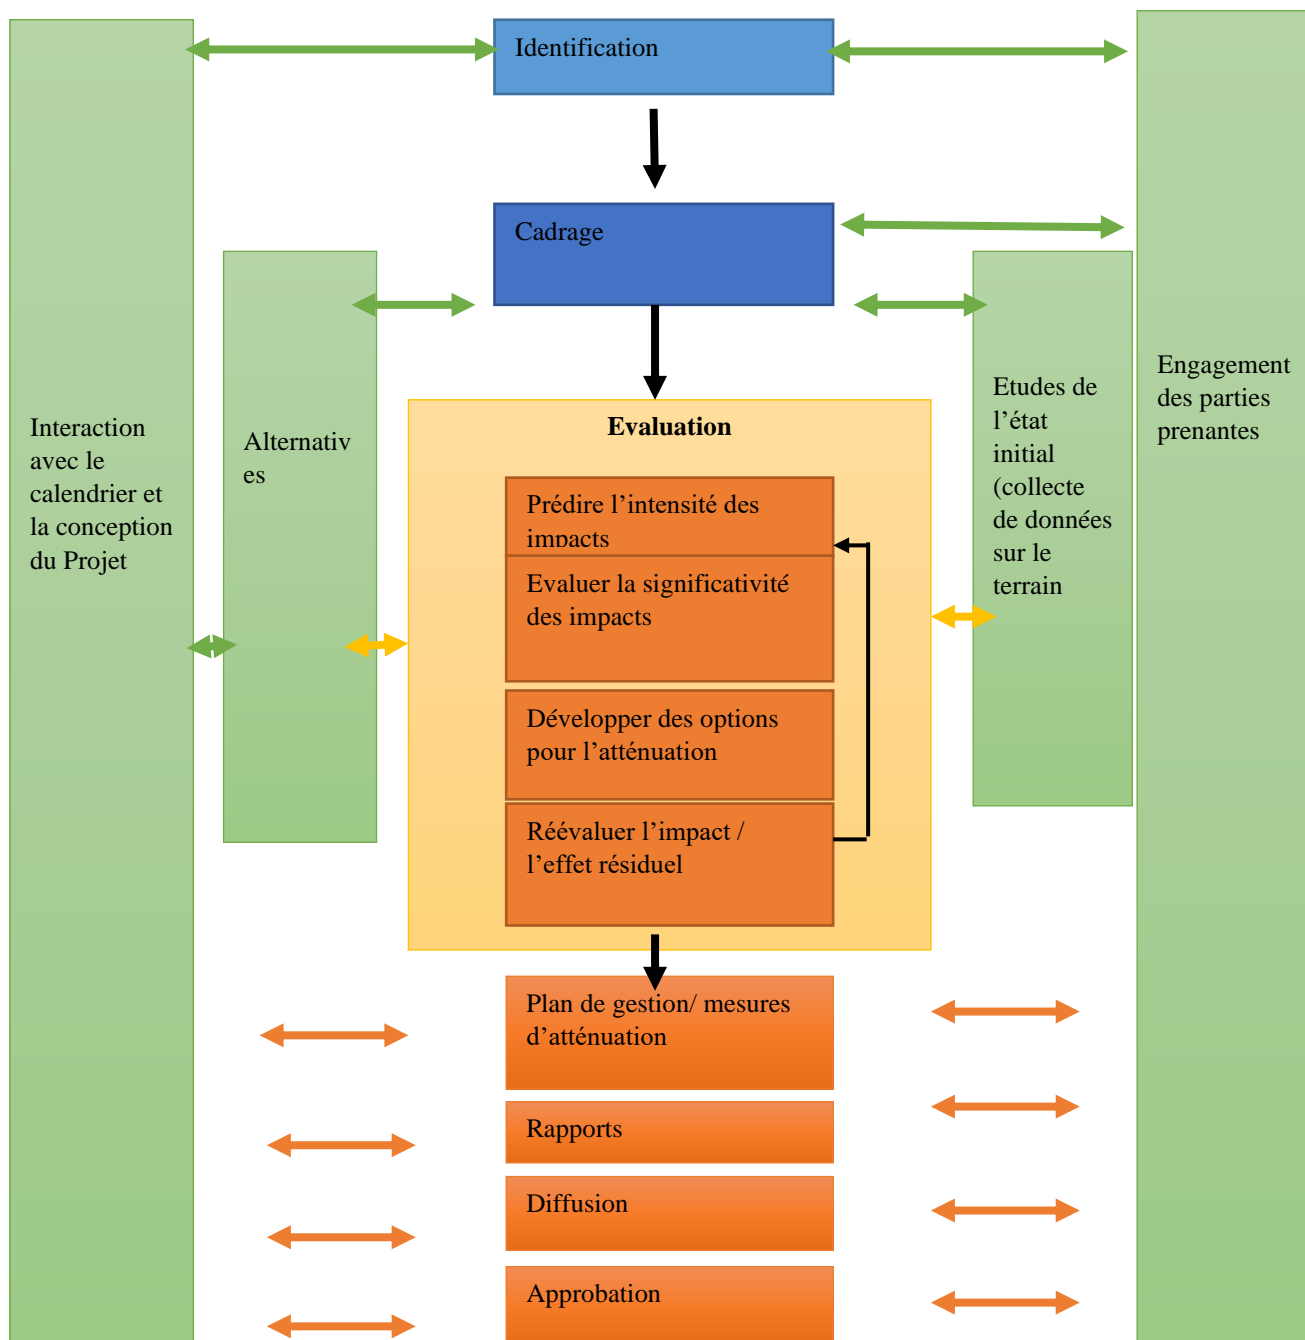 Identification
Cadrage
Interaction
avec le
calendrier et
la conception
du Projet
Alternativ
es
Evaluation
Prédire l’intensité des
impacts
Evaluer la significativité
des impacts
Développer des options
pour l’atténuation
Réévaluer l’impact /
l’effet résiduel
Etudes de
l’état
initial
(collecte
de données
sur le
terrain
Engagement
des parties
prenantes
Plan de gestion/ mesures
d’atténuation
Rapports
Diffusion
Approbation